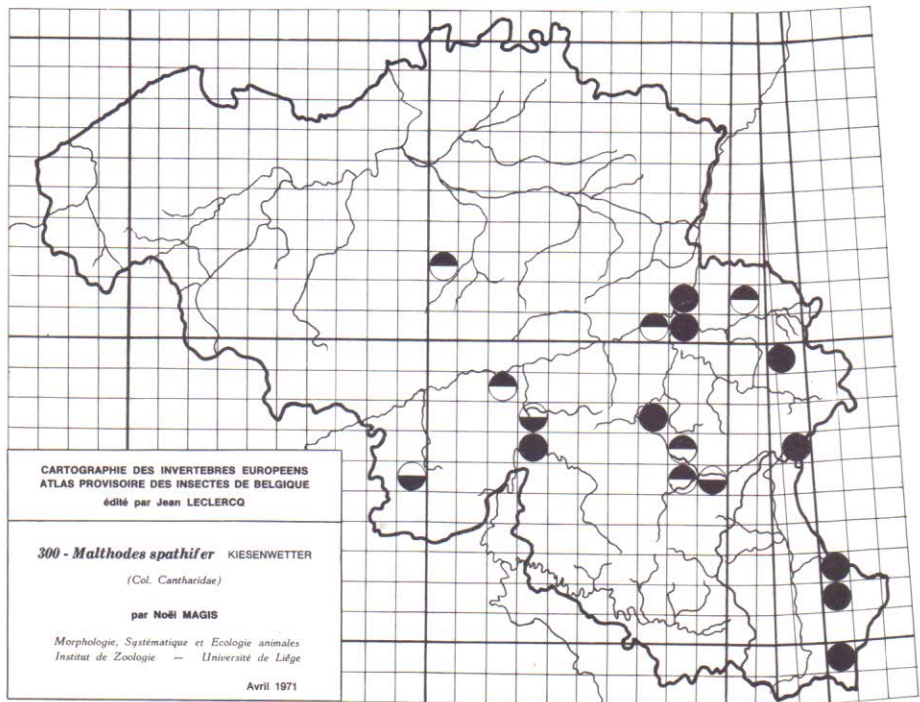 CARTOGRAPHIE DES INVERTEBRES EUROPEENS
ATLAS PROVISOIRE DES INSECTES DE BELGIQUE
édité par Jean LECLERCQ
300 - Malthodes spathifer KIESENWETTER
(Col. Cantharidae)
par Noël MAGIS
Morphologie, Systématique et Ecologie animales
Institut de Zoologie — Université de Liége
Avril 1971